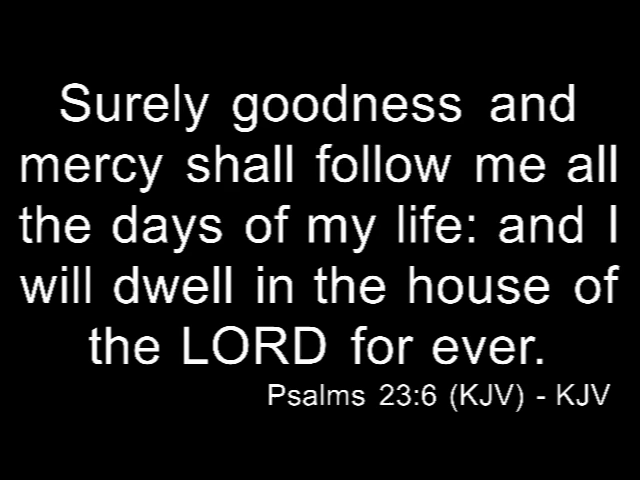 Surely goodness and
mercy shall follow me all
the days of my life: and I
will dwell in the house of
the LORD for ever.
Psalms 23:6 (KJV) - KJV